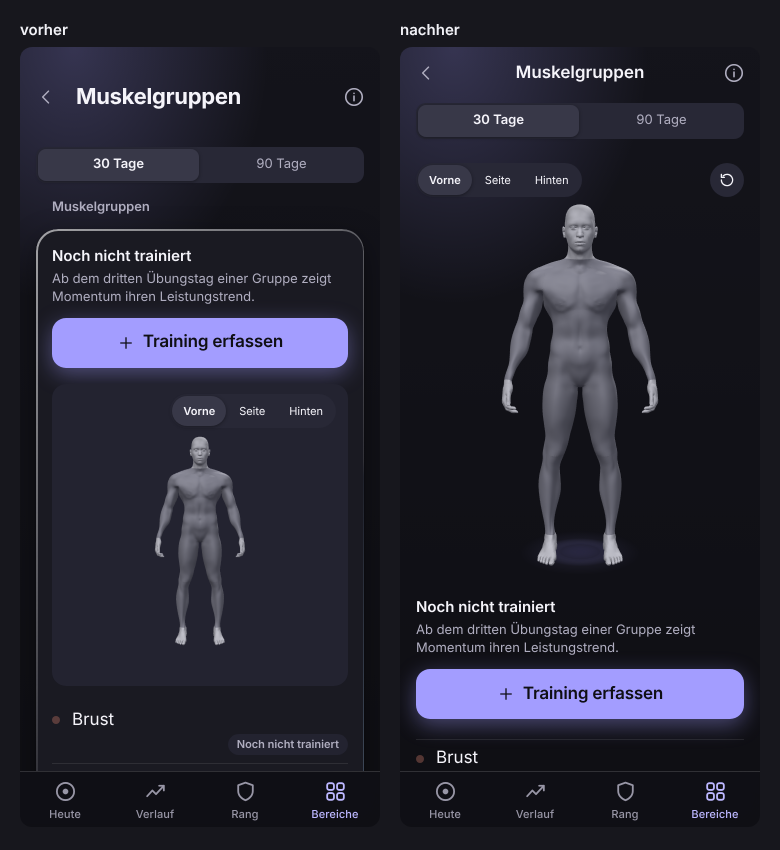 vorher
Muskelgruppen
30 Tage
90 Tage
Muskelgruppen
Noch nicht trainiert
Ab dem dritten Übungstag einer Gruppe zeigt
Momentum ihren Leistungstrend.
+ Training erfassen
Vorne
Seite
Hinten
Brust
Noch nicht trainiert
Heute
Verlauf
Rang
Bereiche
nachher
Muskelgruppen
30 Tage
90 Tage
Vorne
Seite
Hinten
Noch nicht trainiert
Ab dem dritten Übungstag einer Gruppe zeigt
Momentum ihren Leistungstrend.
+ Training erfassen
Brust
Heute
Verlauf
Rang
Bereiche